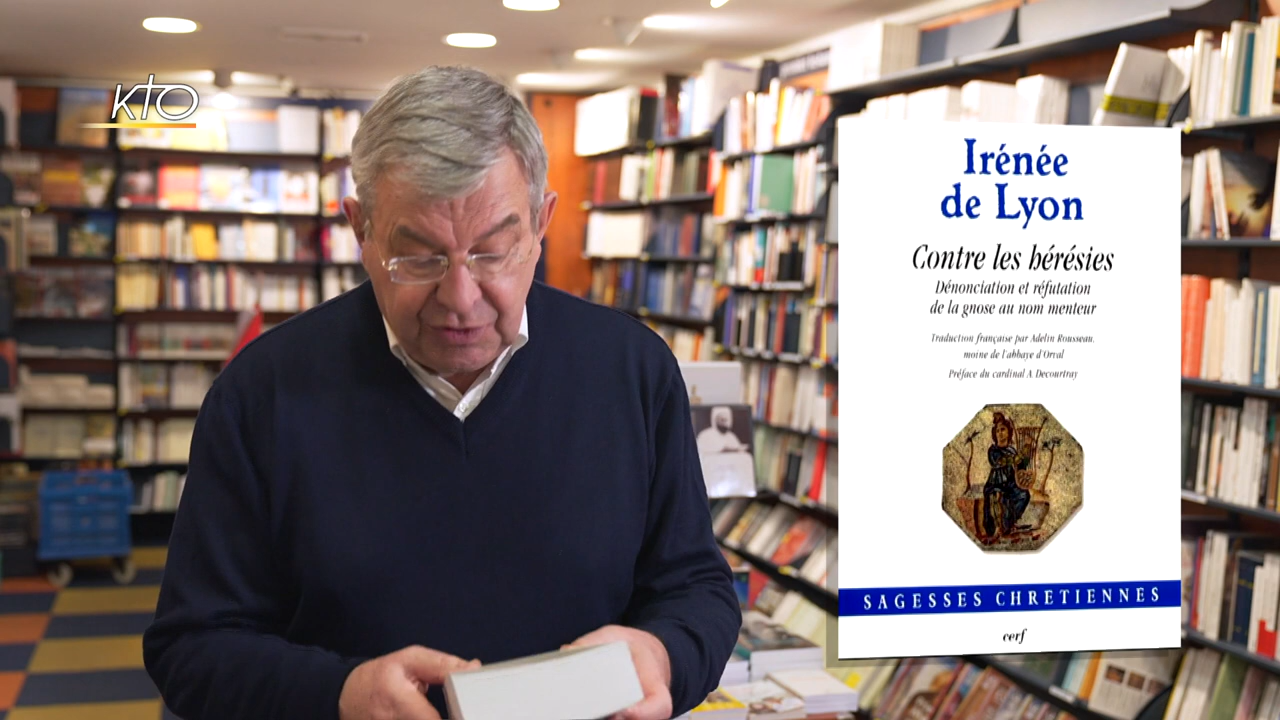 KTO
Irénée
de Lyon
Contre les hérésies
Dénonciation et réfutation
de la gnose au nom menteur
Traduction française par Adelin Rousseau,
moine de l'abbaye d'Orval
Préface du cardinal A. Decourtray
SAGESSES CHRETIENNES
cerf